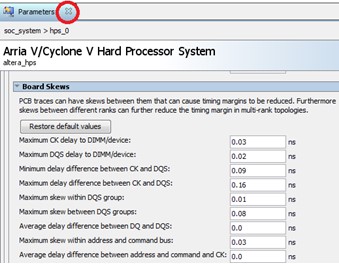 Parameters
soc_system > hps_0
Arria V/Cyclone V Hard Processor System
altera_hps
Board Skews
PCB traces can have skews between them that can cause timing margins to be reduced. Furthermore
skews between different ranks can further reduce the timing margin in multi-rank topologies.
Restore default values
Maximum CK delay to DIMM/device: 0.03 ns
Maximum DQS delay to DIMM/device: 0.02 ns
Minimum delay difference between CK and DQS: 0.09 ns
Maximum delay difference between CK and DQS: 0.16 ns
Maximum skew within DQS group: 0.01 ns
Maximum skew between DQS groups: 0.08 ns
Average delay difference between DQ and DQS: 0.0 ns
Maximum skew within address and command bus: 0.03 ns
Average delay difference between address and command and CK: 0.0 ns